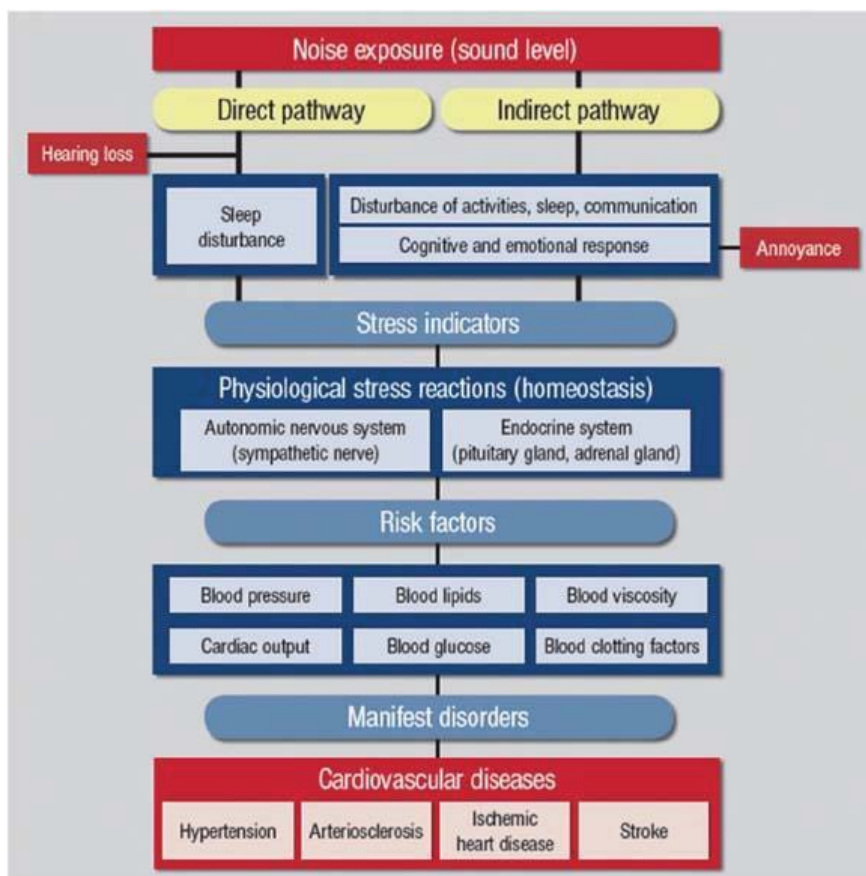 Noise exposure (sound level)
Direct pathway
Indirect pathway
Hearing loss
Sleep
disturbance
Disturbance of activities, sleep, communication
Cognitive and emotional response
Annoyance
Stress indicators
Physiological stress reactions (homeostasis)
Autonomic nervous system
(sympathetic nerve)
Endocrine system
(pituitary gland, adrenal gland)
Risk factors
Blood pressure
Blood lipids
Blood viscosity
Cardiac output
Blood glucose
Blood clotting factors
Manifest disorders
Cardiovascular diseases
Hypertension
Arteriosclerosis
Ischemic
heart disease
Stroke